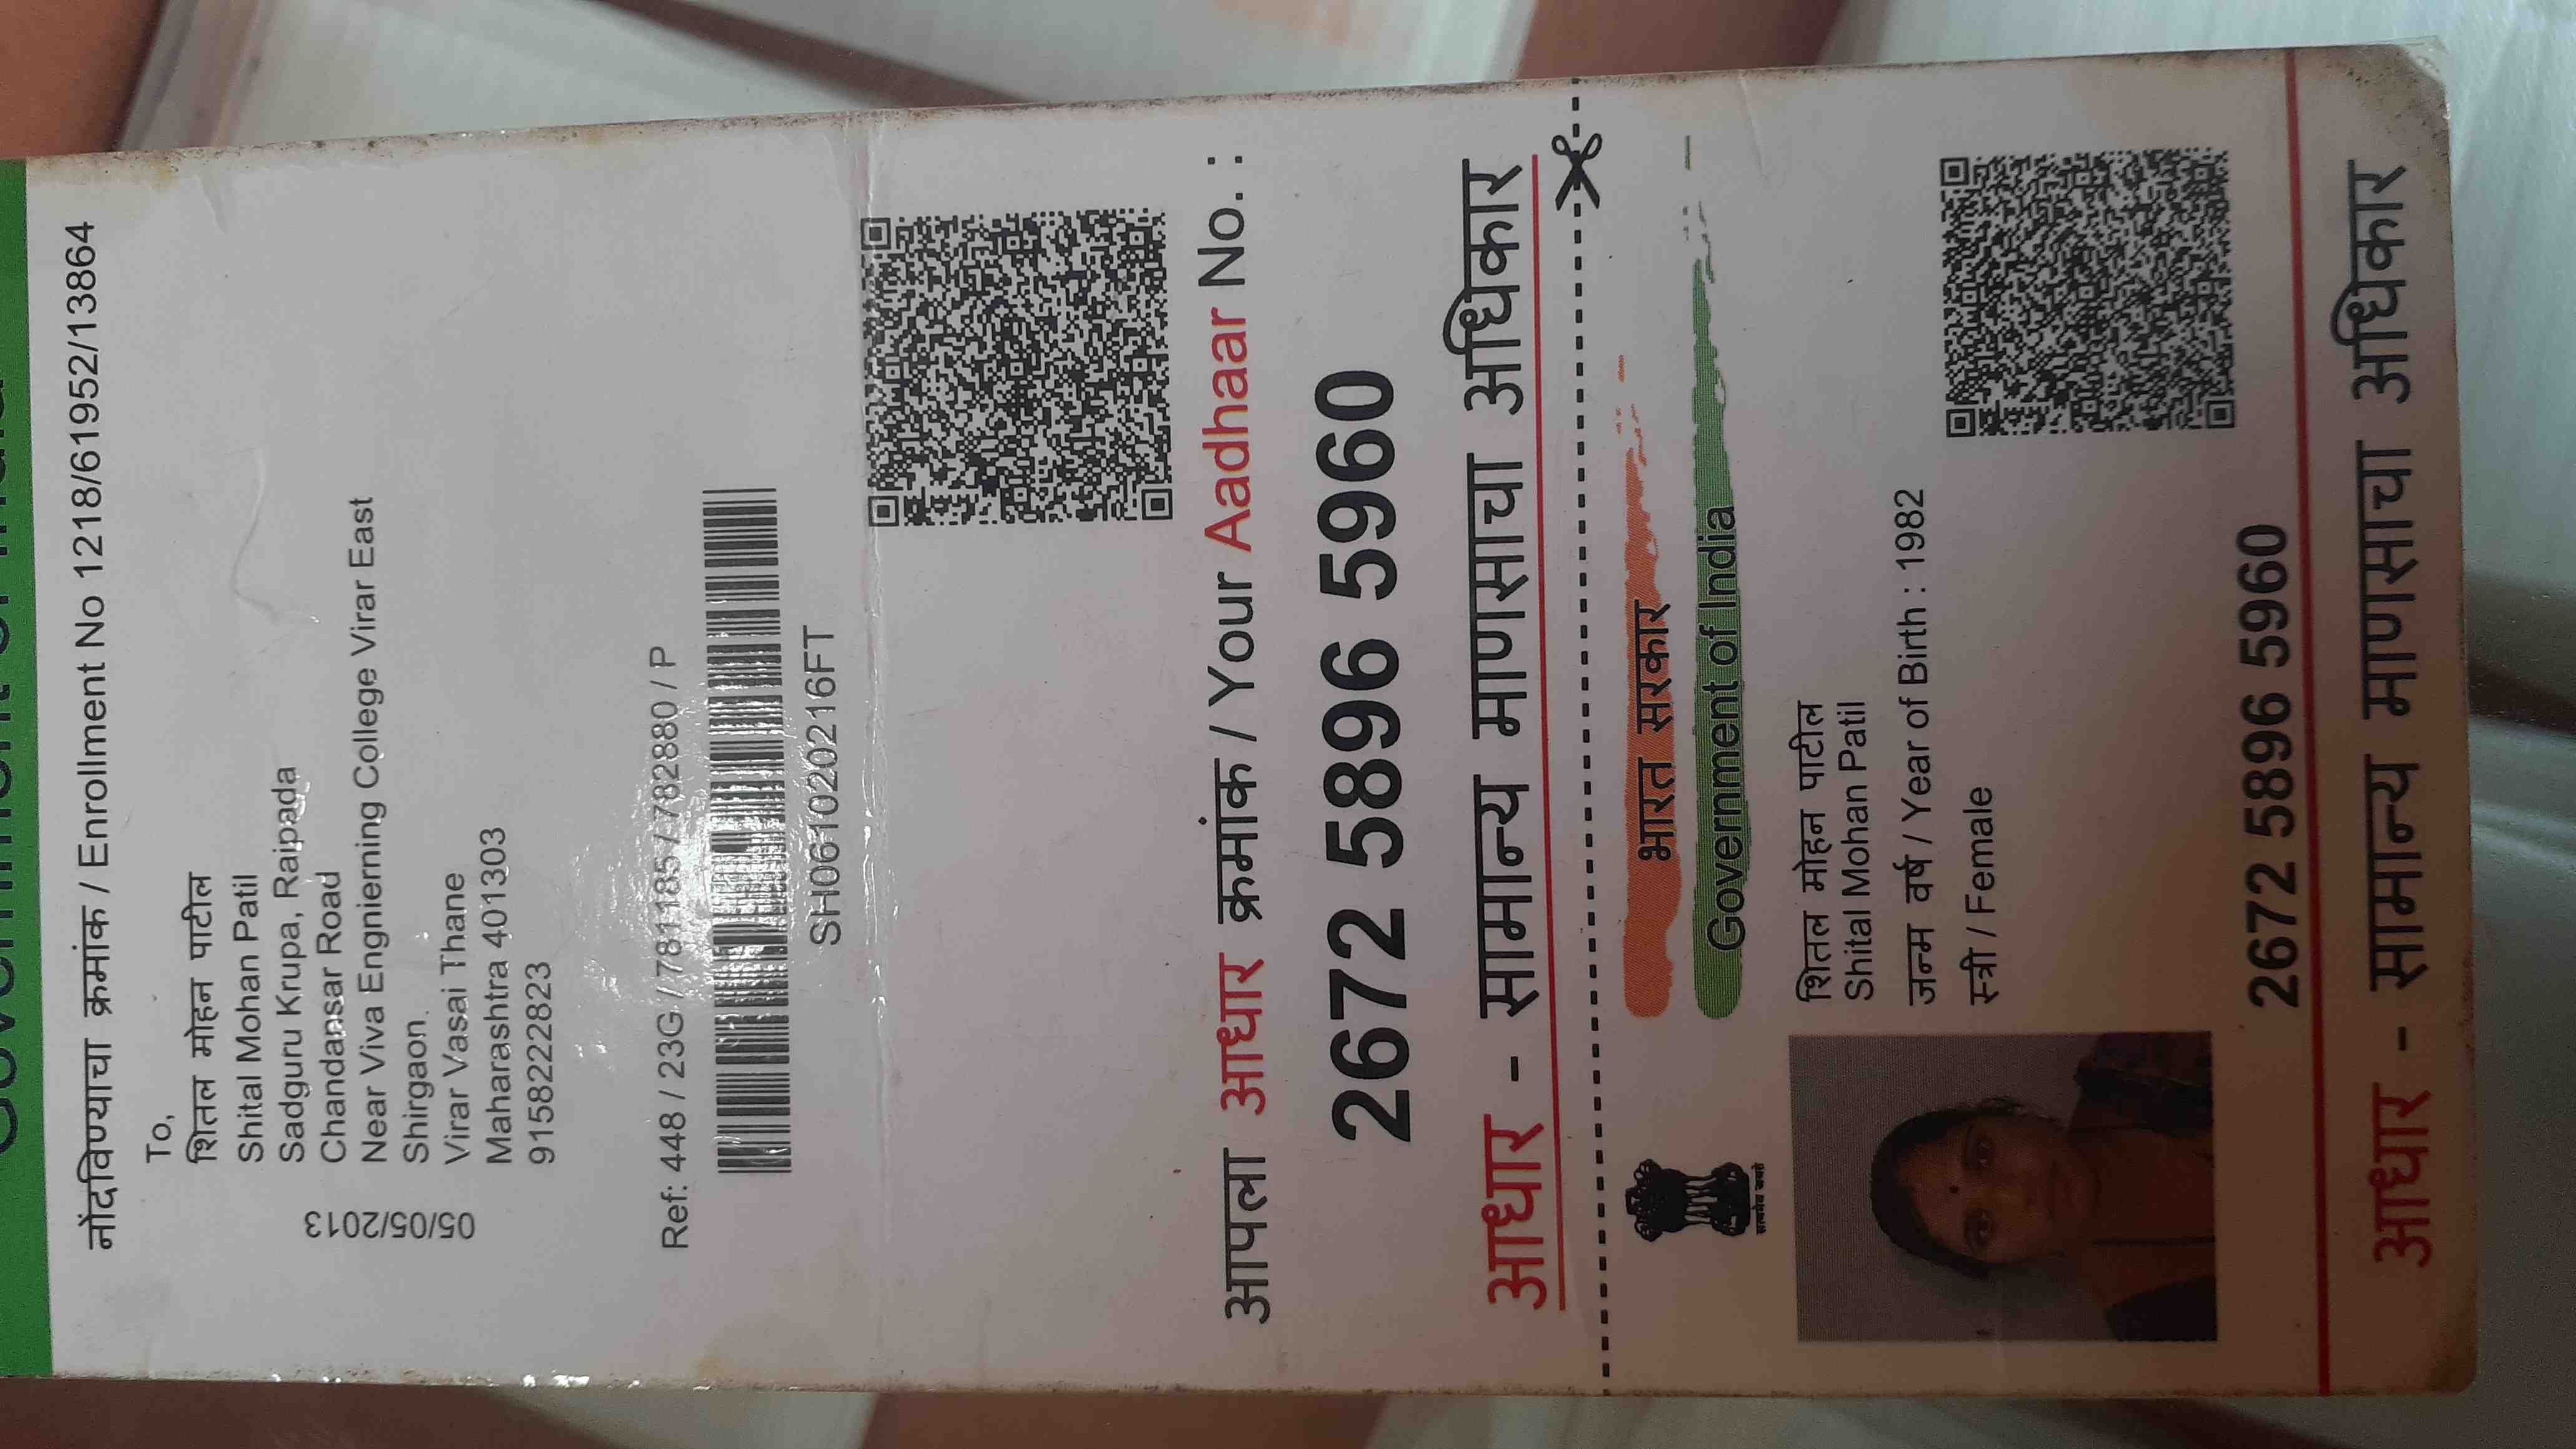 नोंदविण्याचा क्रमांक / Enrollment No 1218/61952/13864
To,
शितल मोहन पाटील
Shital Mohan Patil
Sadguru Krupa, Raipada
Chandansar Road
Near Viva Engnierning College Virar East
Shirgaon
Virar Vasai Thane
Maharashtra 401303
9158222823
05/05/2013
Ref: 448 / 23G / 781185 / 782880 / P
SH061020216FT
आपला आधार क्रमांक / Your Aadhaar No. :
2672 5896 5960
आधार - सामान्य माणसाचा अधिकार
भारत सरकार
Government of India
सत्यमेव जयते
शितल मोहन पाटील
Shital Mohan Patil
जन्म वर्ष / Year of Birth : 1982
स्त्री / Female
2672 5896 5960
आधार - सामान्य माणसाचा अधिकार